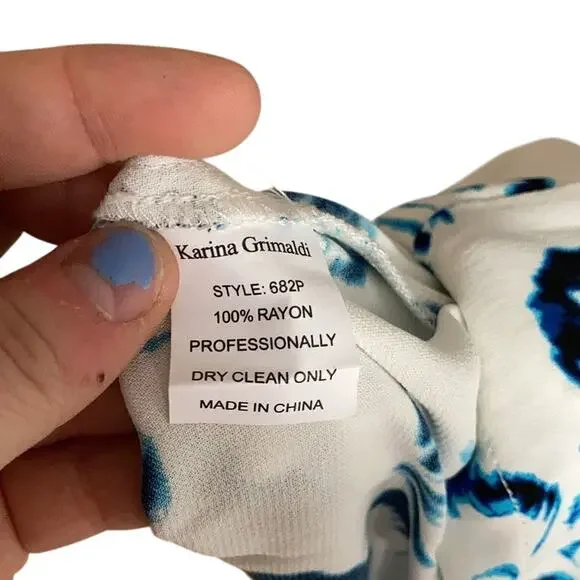 Karina Grimaldi
STYLE: 682P
100% RAYON
PROFESSIONALLY
DRY CLEAN ONLY
MADE IN CHINA